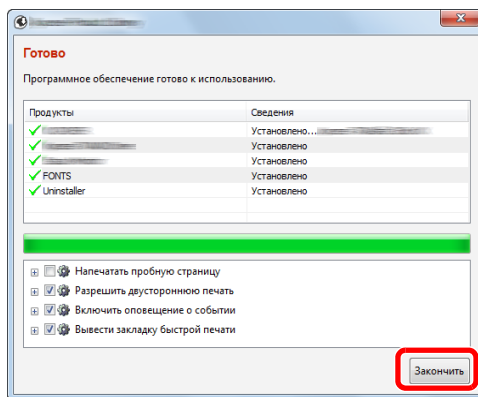 Готово
Программное обеспечение готово к использованию.
Продукты Сведения
Установлено...
Установлено
Установлено
FONTS Установлено
Uninstaller Установлено
Напечатать пробную страницу
Разрешить двустороннюю печать
Включить оповещение о событии
Вывести закладку быстрой печати
Закончить